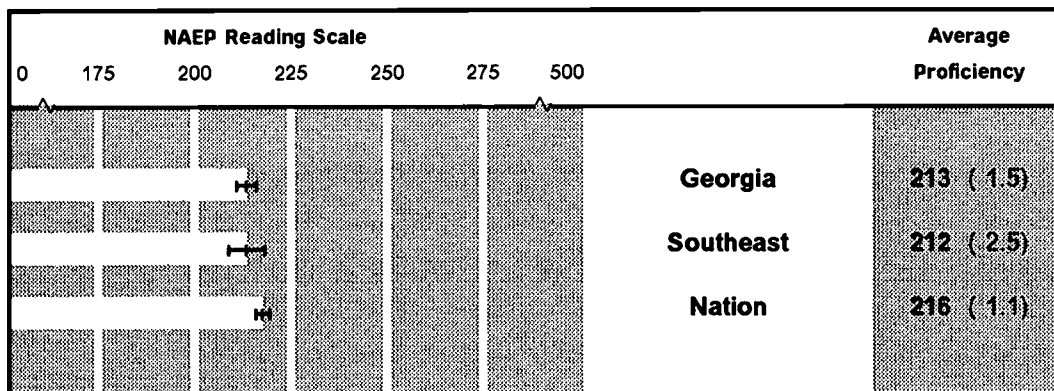 NAEP Reading Scale
Average
Proficiency
0 175 200 225 250 275 500
Georgia 213 ( 1.5)
Southeast 212 ( 2.5)
Nation 216 ( 1.1)